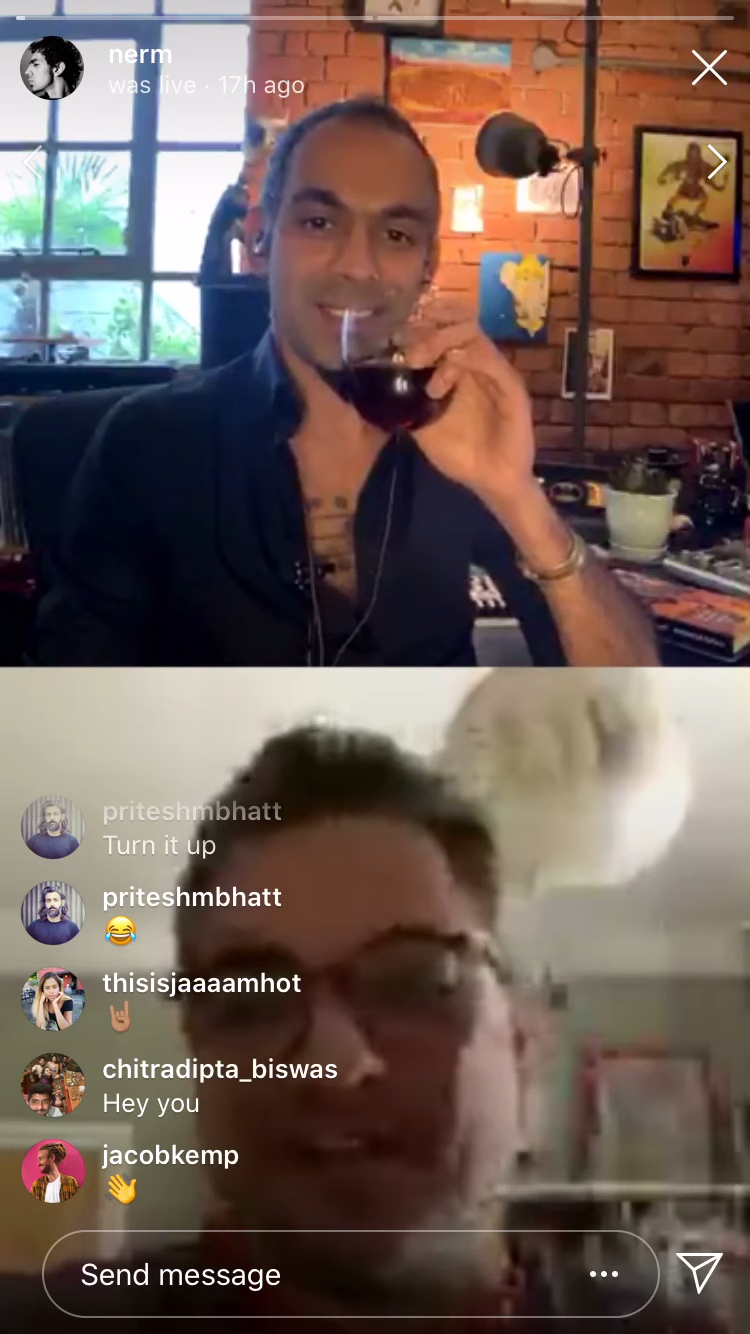 nerm
was live · 17h ago
priteshmbhatt
Turn it up
priteshmbhatt
😂
thisisjaaaamhot
🤘🏽
chitradipta_biswas
Hey you
jacobkemp
👋
Send message